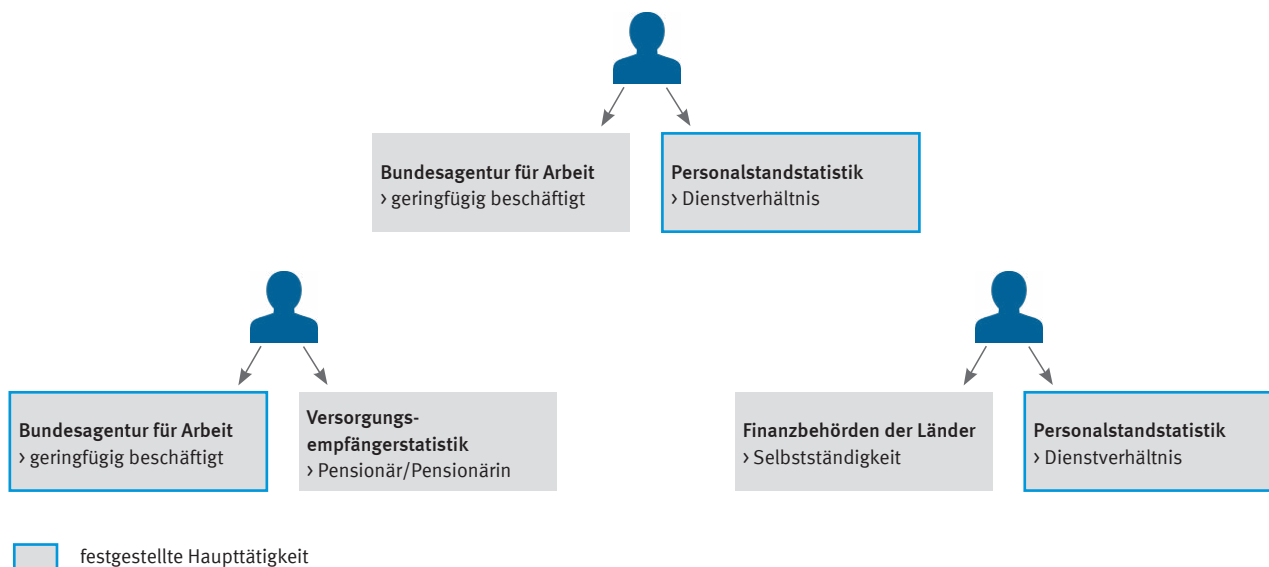 Bundesagentur für Arbeit
› geringfügig beschäftigt
Personalstandstatistik
› Dienstverhältnis
Bundesagentur für Arbeit
› geringfügig beschäftigt
Versorgungs-
empfängerstatistik
› Pensionär/Pensionärin
Finanzbehörden der Länder
› Selbstständigkeit
Personalstandstatistik
› Dienstverhältnis
festgestellte Haupttätigkeit